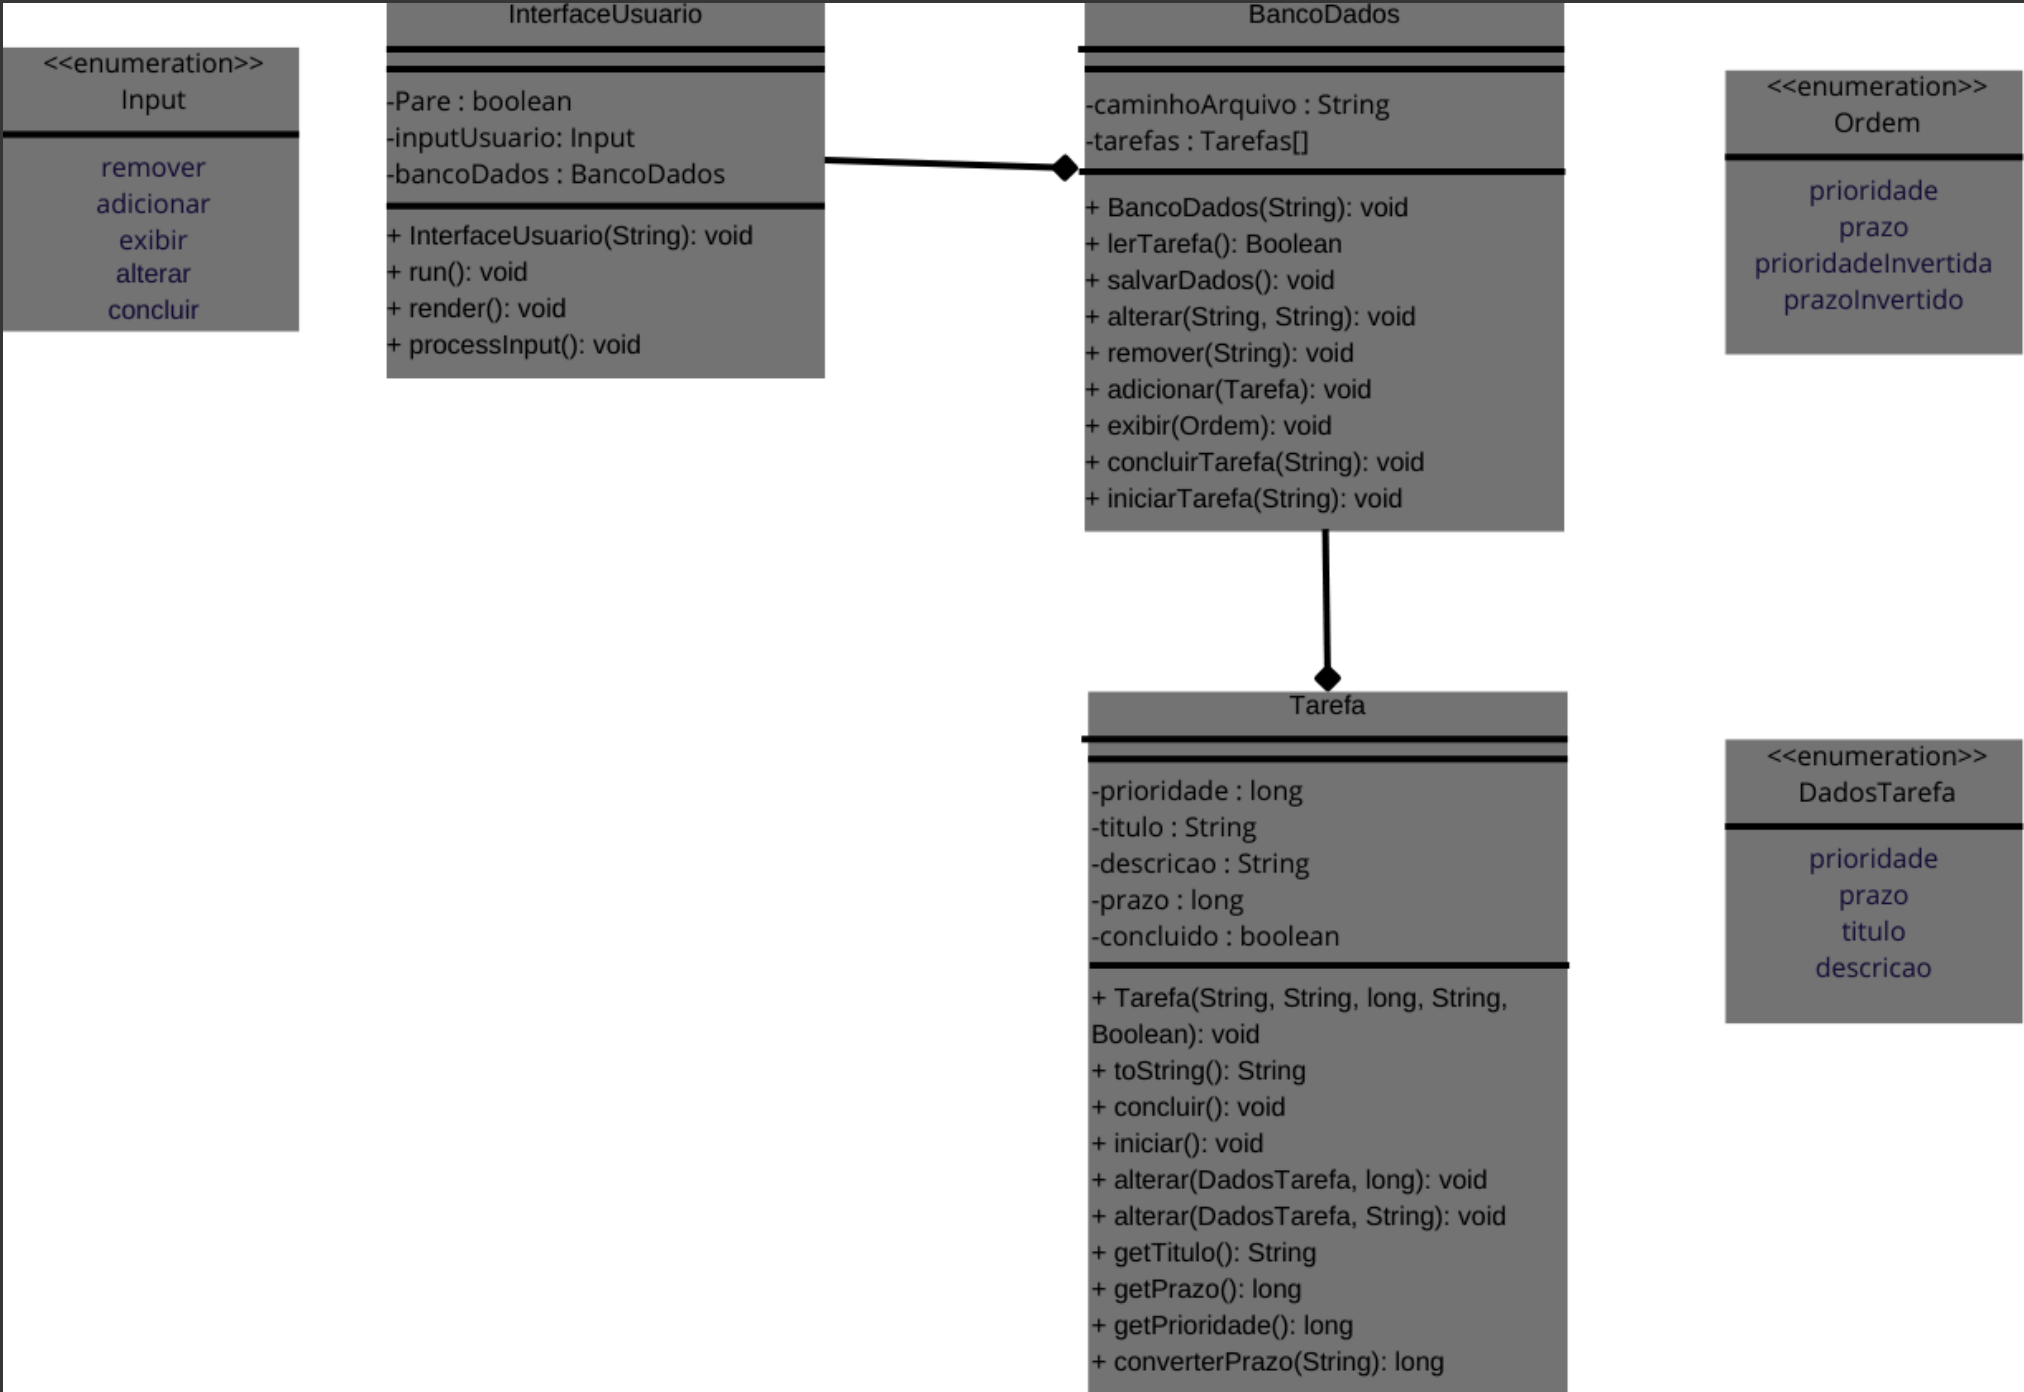 <<enumeration>>
Input
remover
adicionar
exibir
alterar
concluir
InterfaceUsuario
-Pare : boolean
-inputUsuario: Input
-bancoDados : BancoDados
+ InterfaceUsuario(String): void
+ run(): void
+ render(): void
+ processInput(): void
BancoDados
-caminhoArquivo : String
-tarefas : Tarefas[]
+ BancoDados(String): void
+ lerTarefa(): Boolean
+ salvarDados(): void
+ alterar(String, String): void
+ remover(String): void
+ adicionar(Tarefa): void
+ exibir(Ordem): void
+ concluirTarefa(String): void
+ iniciarTarefa(String): void
<<enumeration>>
Ordem
prioridade
prazo
prioridadeInvertida
prazoInvertido
Tarefa
-prioridade : long
-titulo : String
-descricao : String
-prazo : long
-concluido : boolean
+ Tarefa(String, String, long, String,
Boolean): void
+ toString(): String
+ concluir(): void
+ iniciar(): void
+ alterar(DadosTarefa, long): void
+ alterar(DadosTarefa, String): void
+ getTitulo(): String
+ getPrazo(): long
+ getPrioridade(): long
+ converterPrazo(String): long
<<enumeration>>
DadosTarefa
prioridade
prazo
titulo
descricao